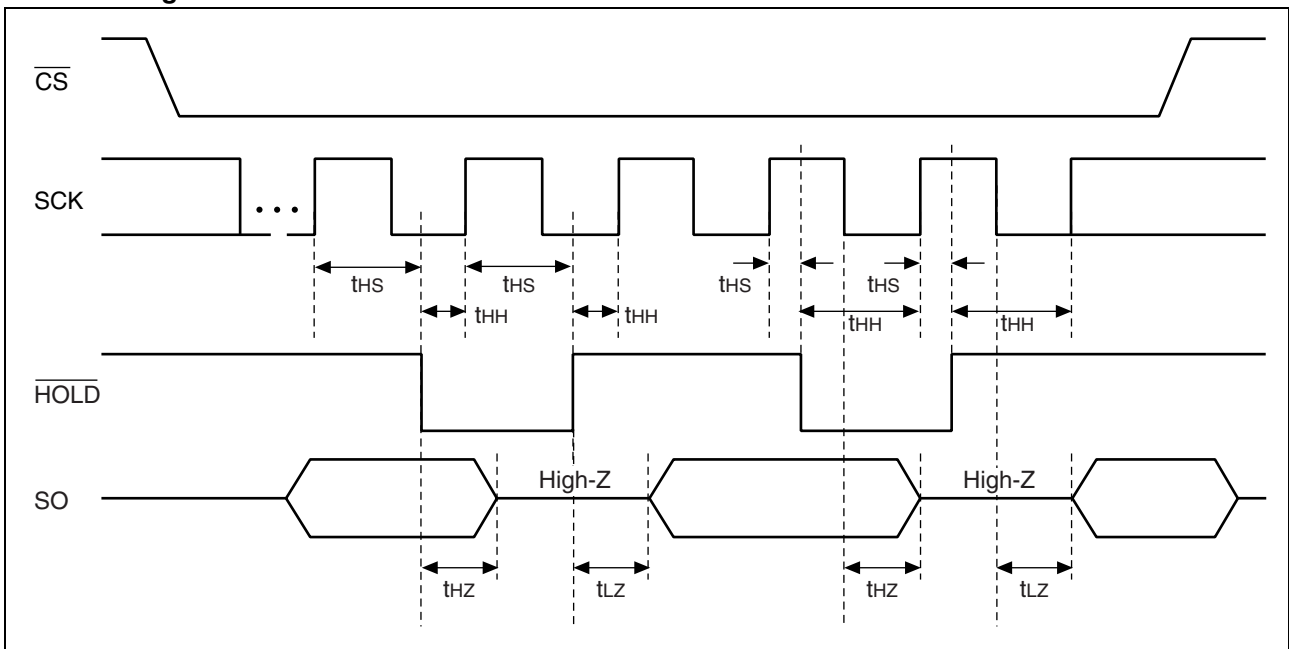 CS
SCK
...
tHS tHS tHS tHS
tHH tHH tHH tHH
HOLD
High-Z High-Z
SO
tHZ tLZ tHZ tLZ